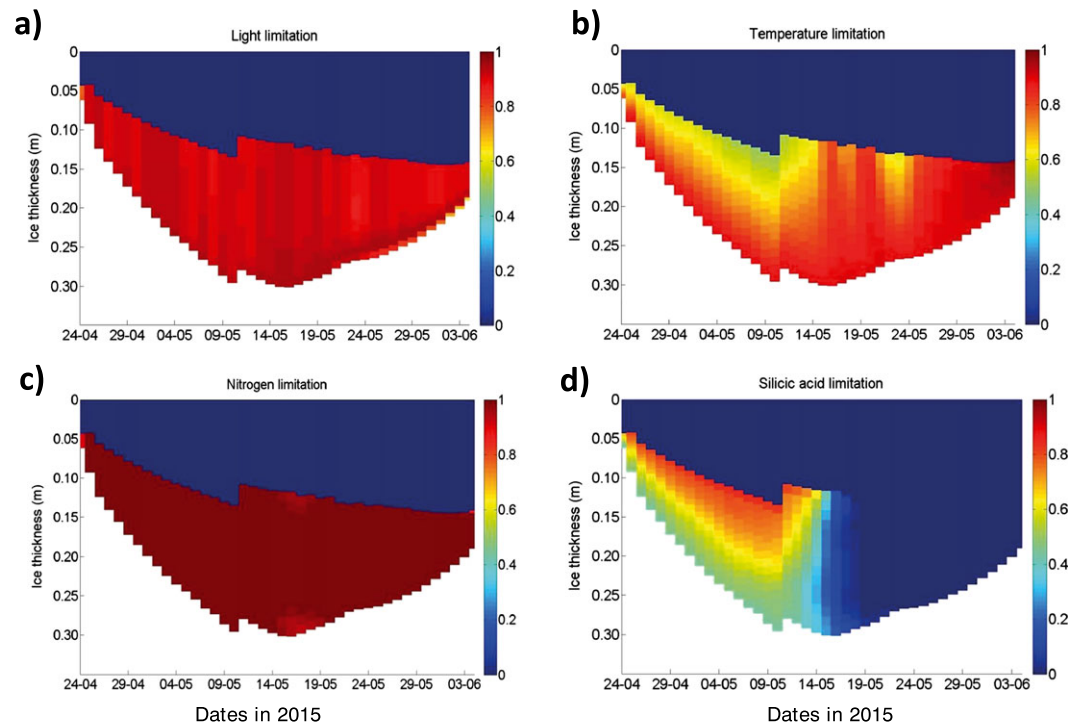 a)
Light limitation
Ice thickness (m)
0
0.05
0.10
0.15
0.20
0.25
0.30
24-04 29-04 04-05 09-05 14-05 19-05 24-05 29-05 03-06
1
0.8
0.6
0.4
0.2
0
b)
Temperature limitation
Ice thickness (m)
0
0.05
0.10
0.15
0.20
0.25
0.30
24-04 29-04 04-05 09-05 14-05 19-05 24-05 29-05 03-06
1
0.8
0.6
0.4
0.2
0
c)
Nitrogen limitation
Ice thickness (m)
0
0.05
0.10
0.15
0.20
0.25
0.30
24-04 29-04 04-05 09-05 14-05 19-05 24-05 29-05 03-06
1
0.8
0.6
0.4
0.2
0
Dates in 2015
d)
Silicic acid limitation
Ice thickness (m)
0
0.05
0.10
0.15
0.20
0.25
0.30
24-04 29-04 04-05 09-05 14-05 19-05 24-05 29-05 03-06
1
0.8
0.6
0.4
0.2
0
Dates in 2015